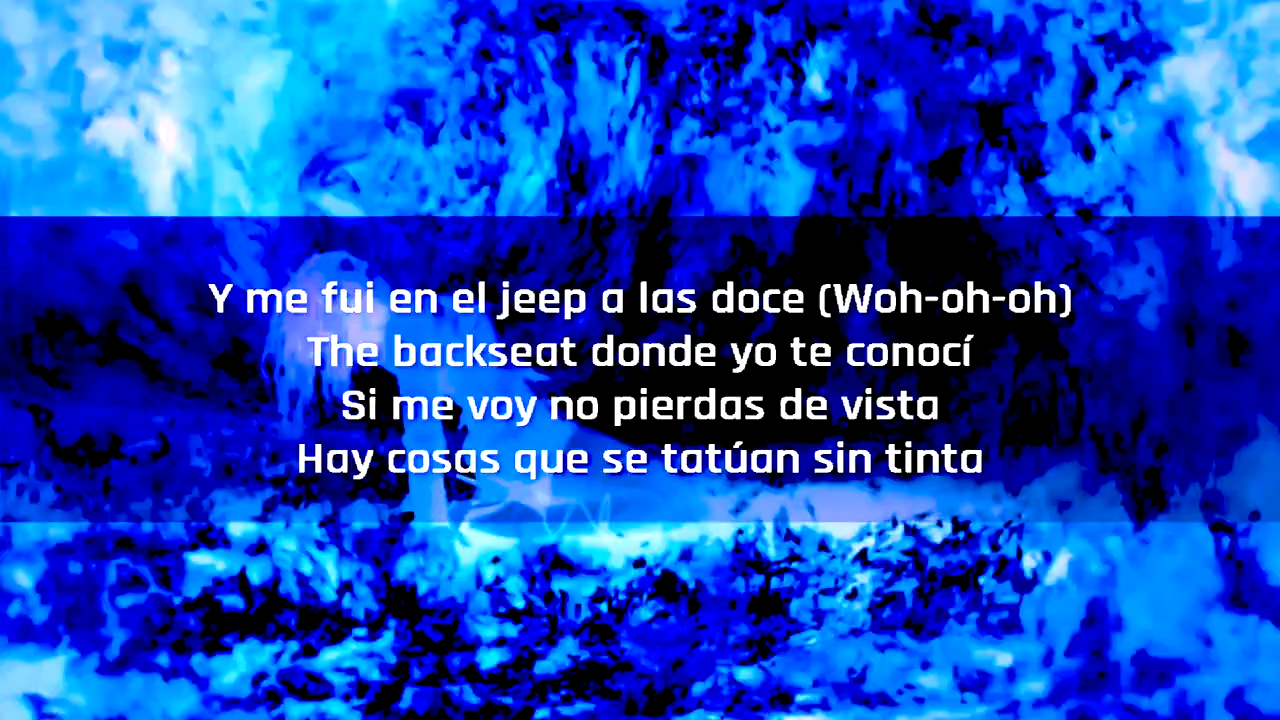 Y me fui en el jeep a las doce (Woh-oh-oh)
The backseat donde yo te conocí
Si me voy no pierdas de vista
Hay cosas que se tatúan sin tinta